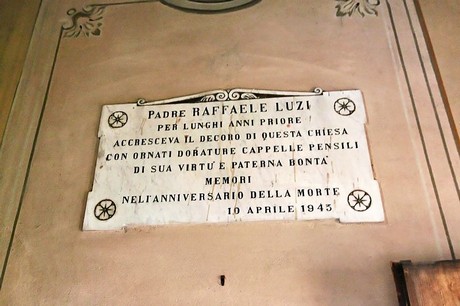 PADRE RAFFAELE LUZI
PER LUNGHI ANNI PRIORE
ACCRESCEVA IL DECORO DI QUESTA CHIESA
CON ORNATI DORATURE CAPPELLE PENSILI
DI SUA VIRTU' E PATERNA BONTA'
MEMORI
NELL'ANNIVERSARIO DELLA MORTE
10 APRILE 1945